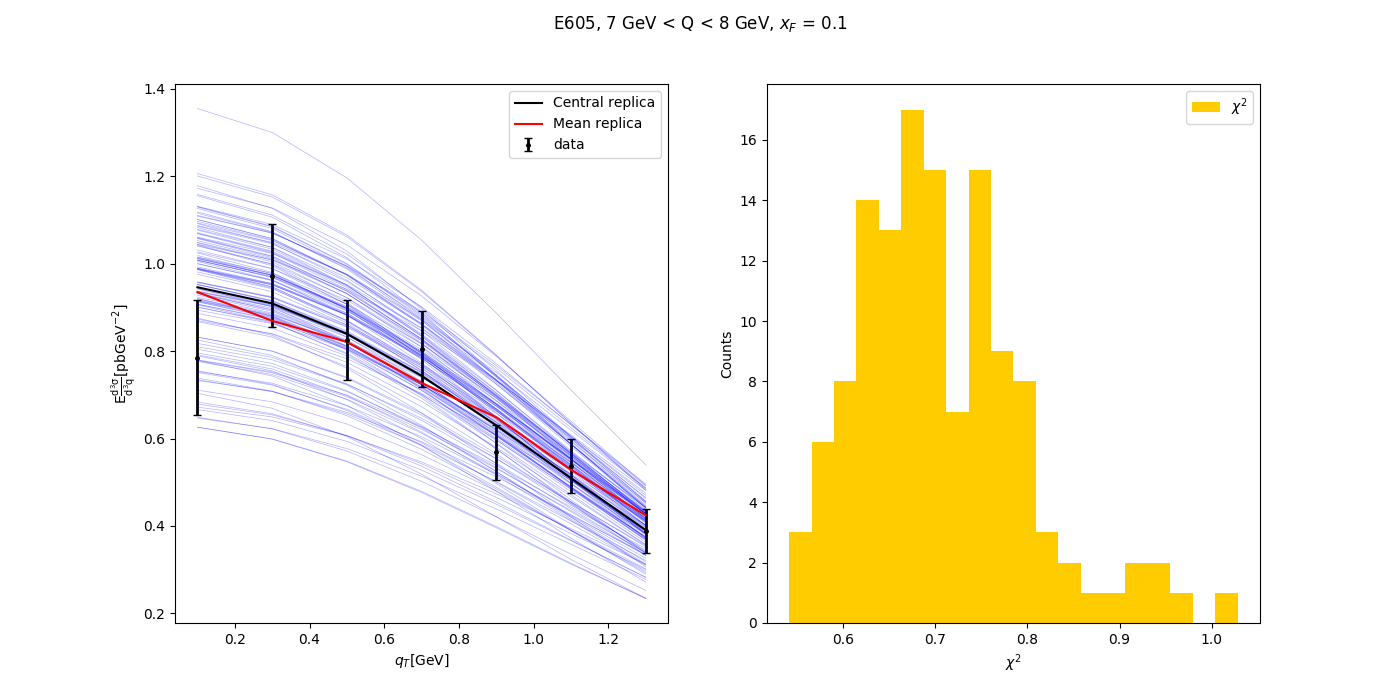 E605, 7 GeV < Q < 8 GeV, x_F = 0.1
Central replica
Mean replica
data
1.4
1.2
1.0
0.8
0.6
0.4
0.2
E d³σ/d³q [pbGeV⁻²]
0.2 0.4 0.6 0.8 1.0 1.2
q_T[GeV]
χ²
16
14
12
10
8
6
4
2
0
Counts
0.6 0.7 0.8 0.9 1.0
χ²